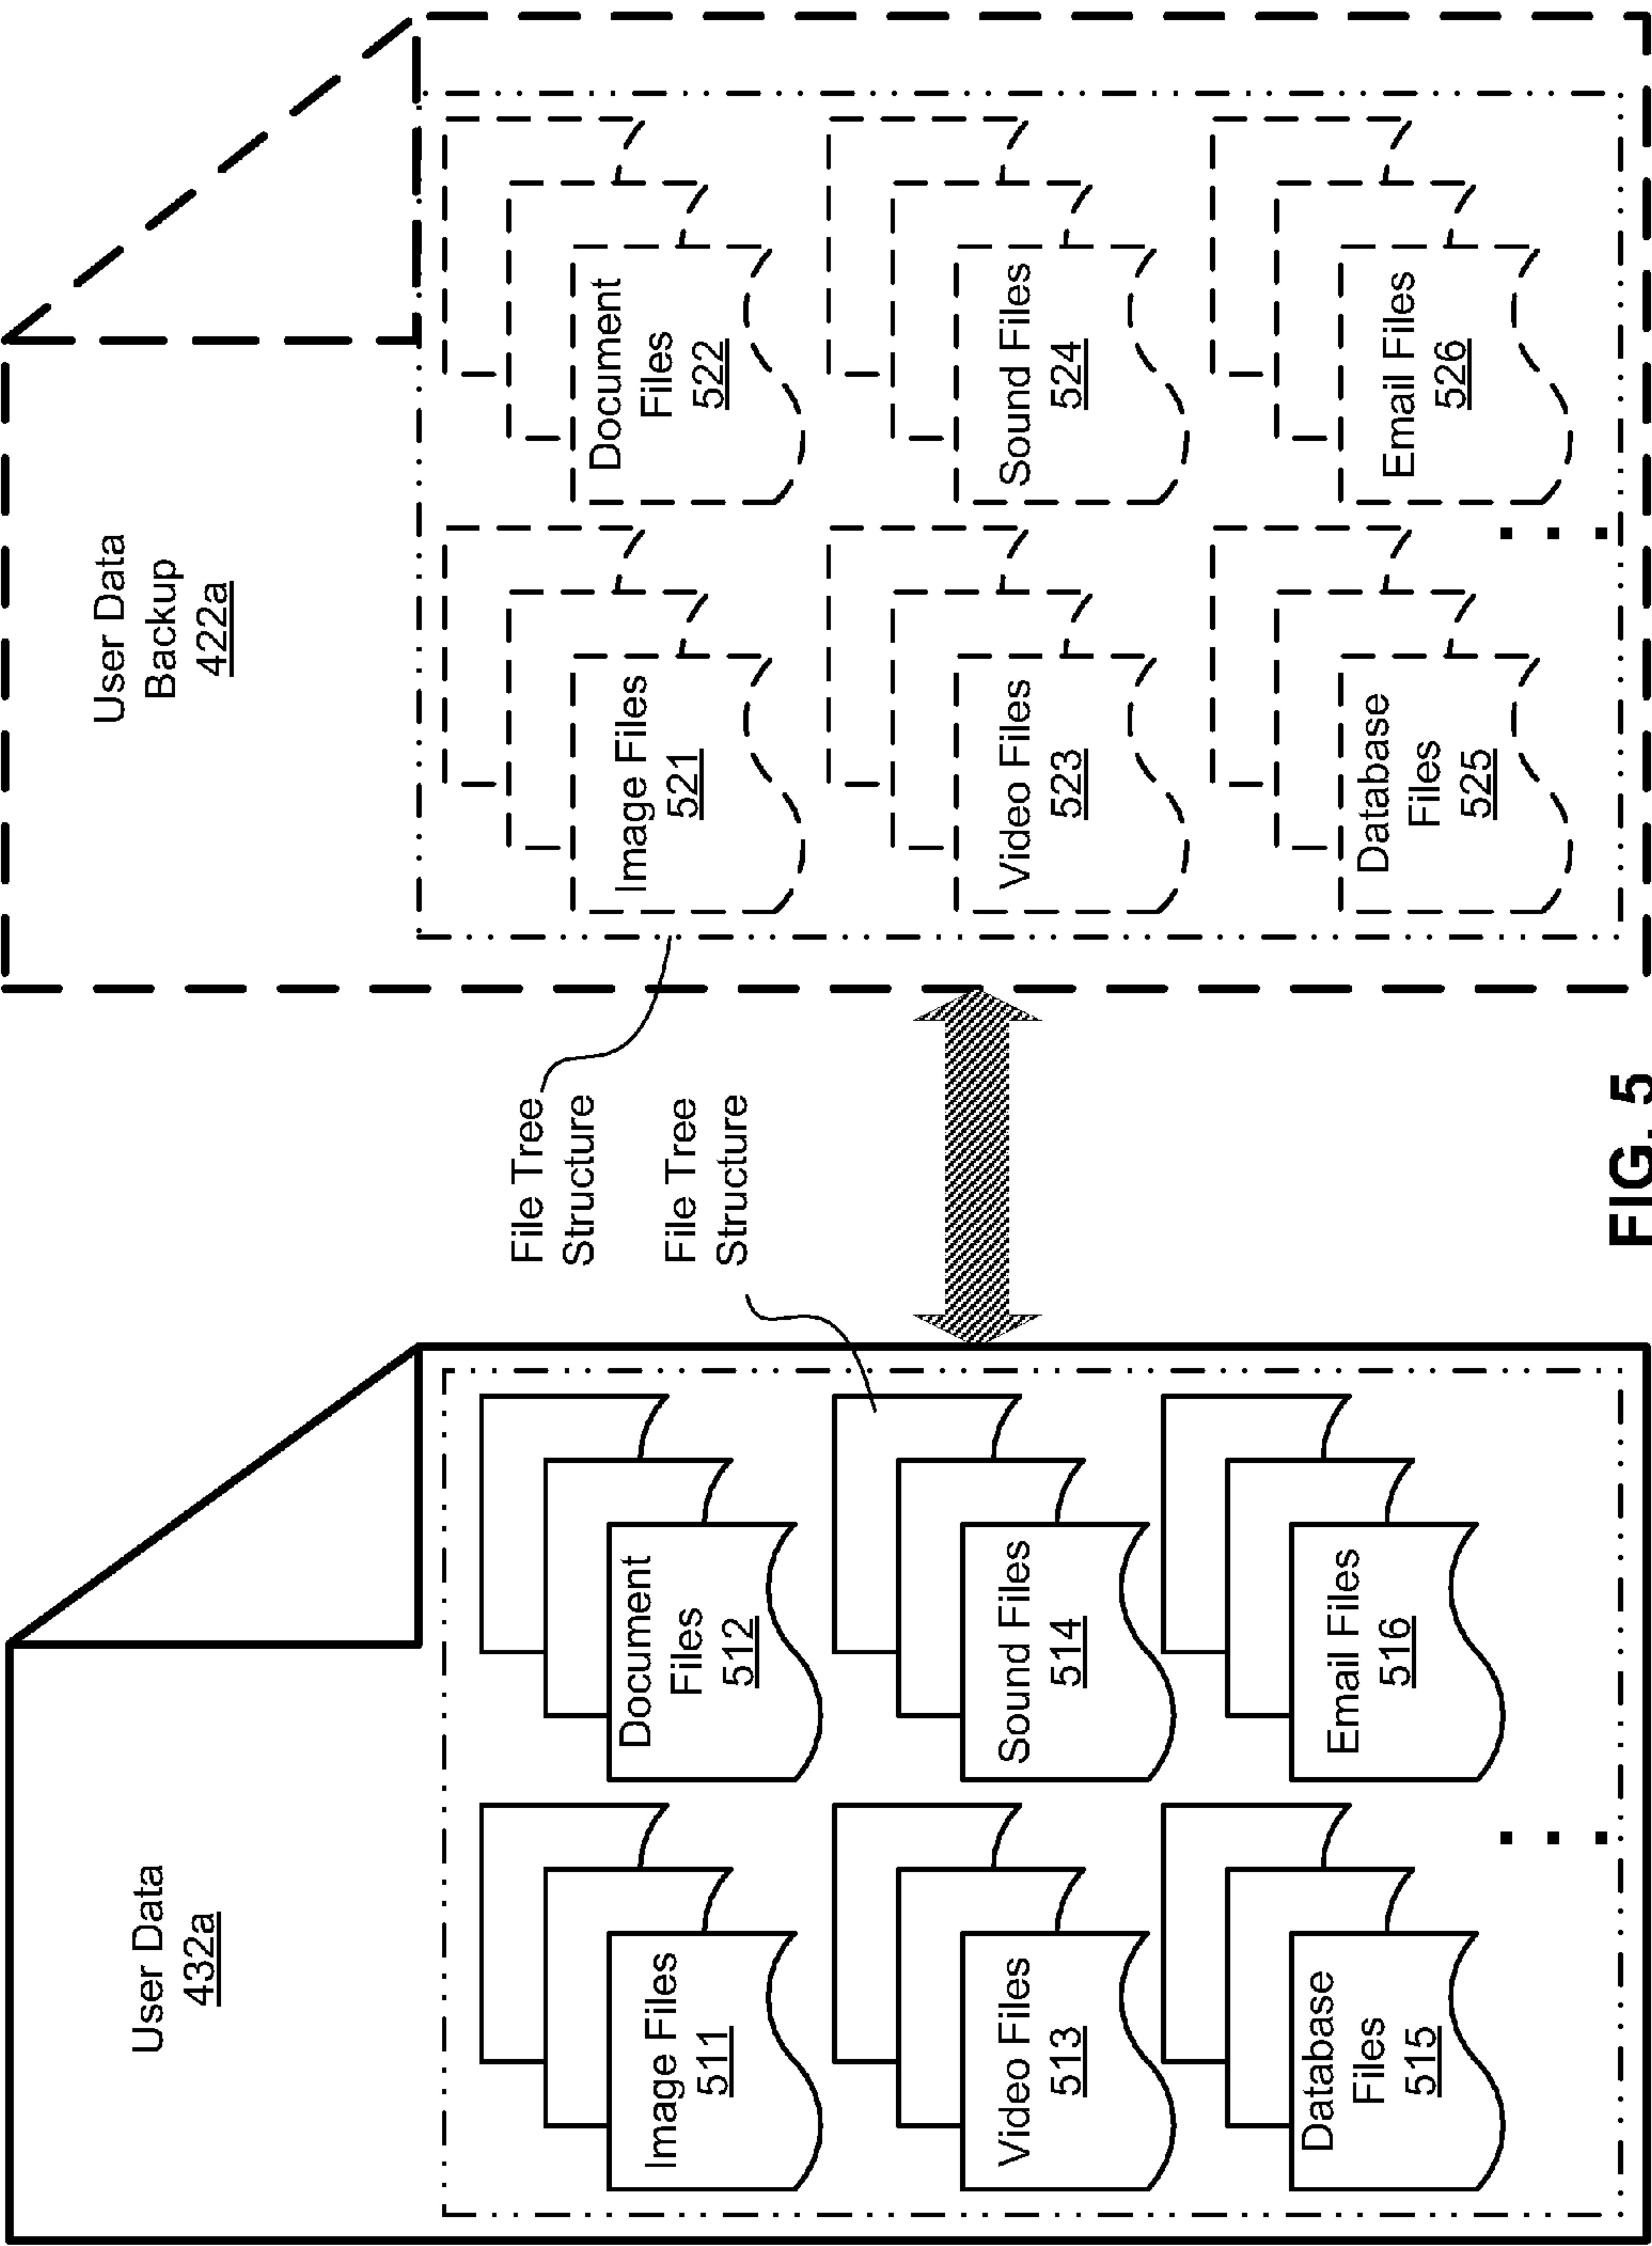 User Data
432a
Image Files
511
Document
Files
512
Video Files
513
Sound Files
514
Database
Files
515
Email Files
516
. . .
File Tree
Structure
File Tree
Structure
User Data
Backup
422a
Image Files
521
Document
Files
522
Video Files
523
Sound Files
524
Database
Files
525
Email Files
526
. . .
FIG. 5